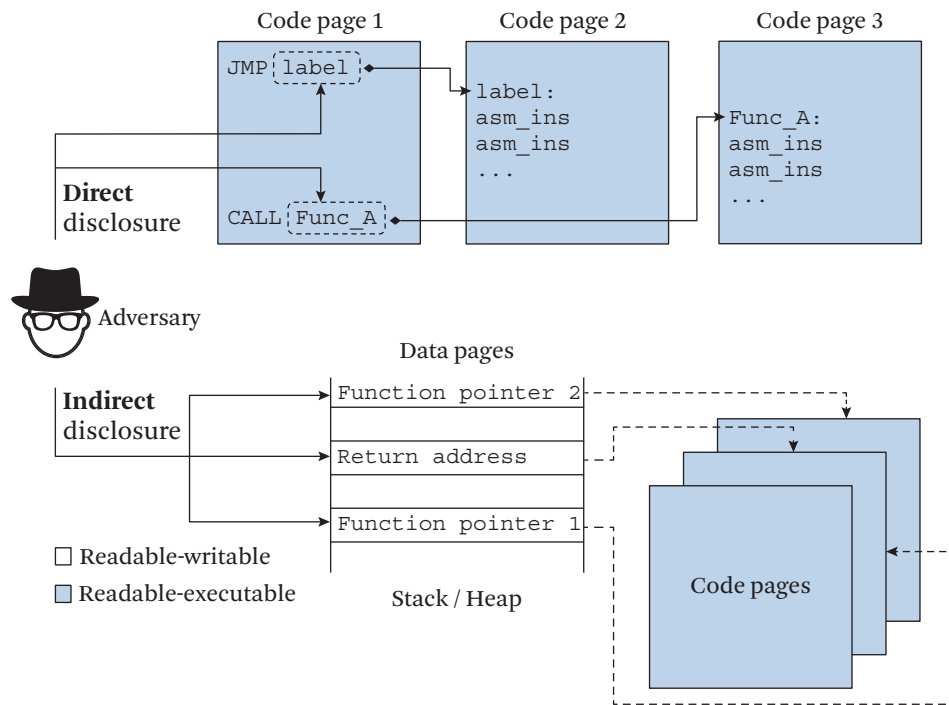 Code page 1
Code page 2
Code page 3
JMP label
label:
asm_ins
asm_ins
...
Func_A:
asm_ins
asm_ins
...
Direct
disclosure
CALL Func_A
Adversary
Data pages
Indirect
disclosure
Function pointer 2
Return address
Function pointer 1
Readable-writable
Readable-executable
Stack / Heap
Code pages